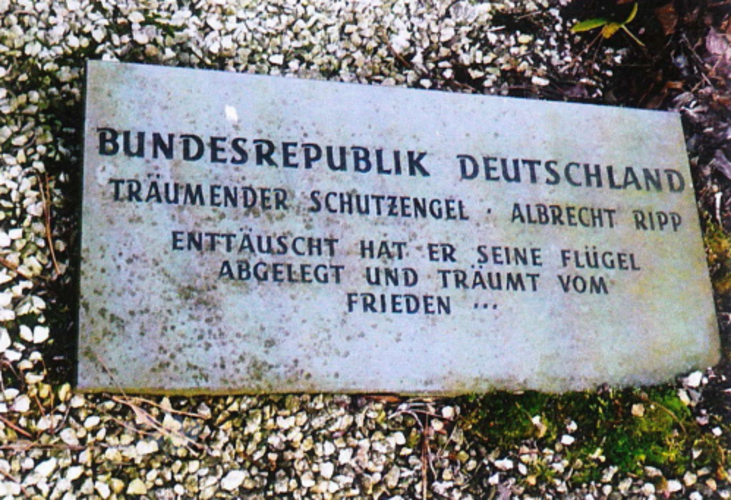 BUNDESREPUBLIK DEUTSCHLAND
TRÄUMENDER SCHUTZENGEL · ALBRECHT RIPP
ENTTÄUSCHT HAT ER SEINE FLÜGEL
ABGELEGT UND TRÄUMT VOM
FRIEDEN ...